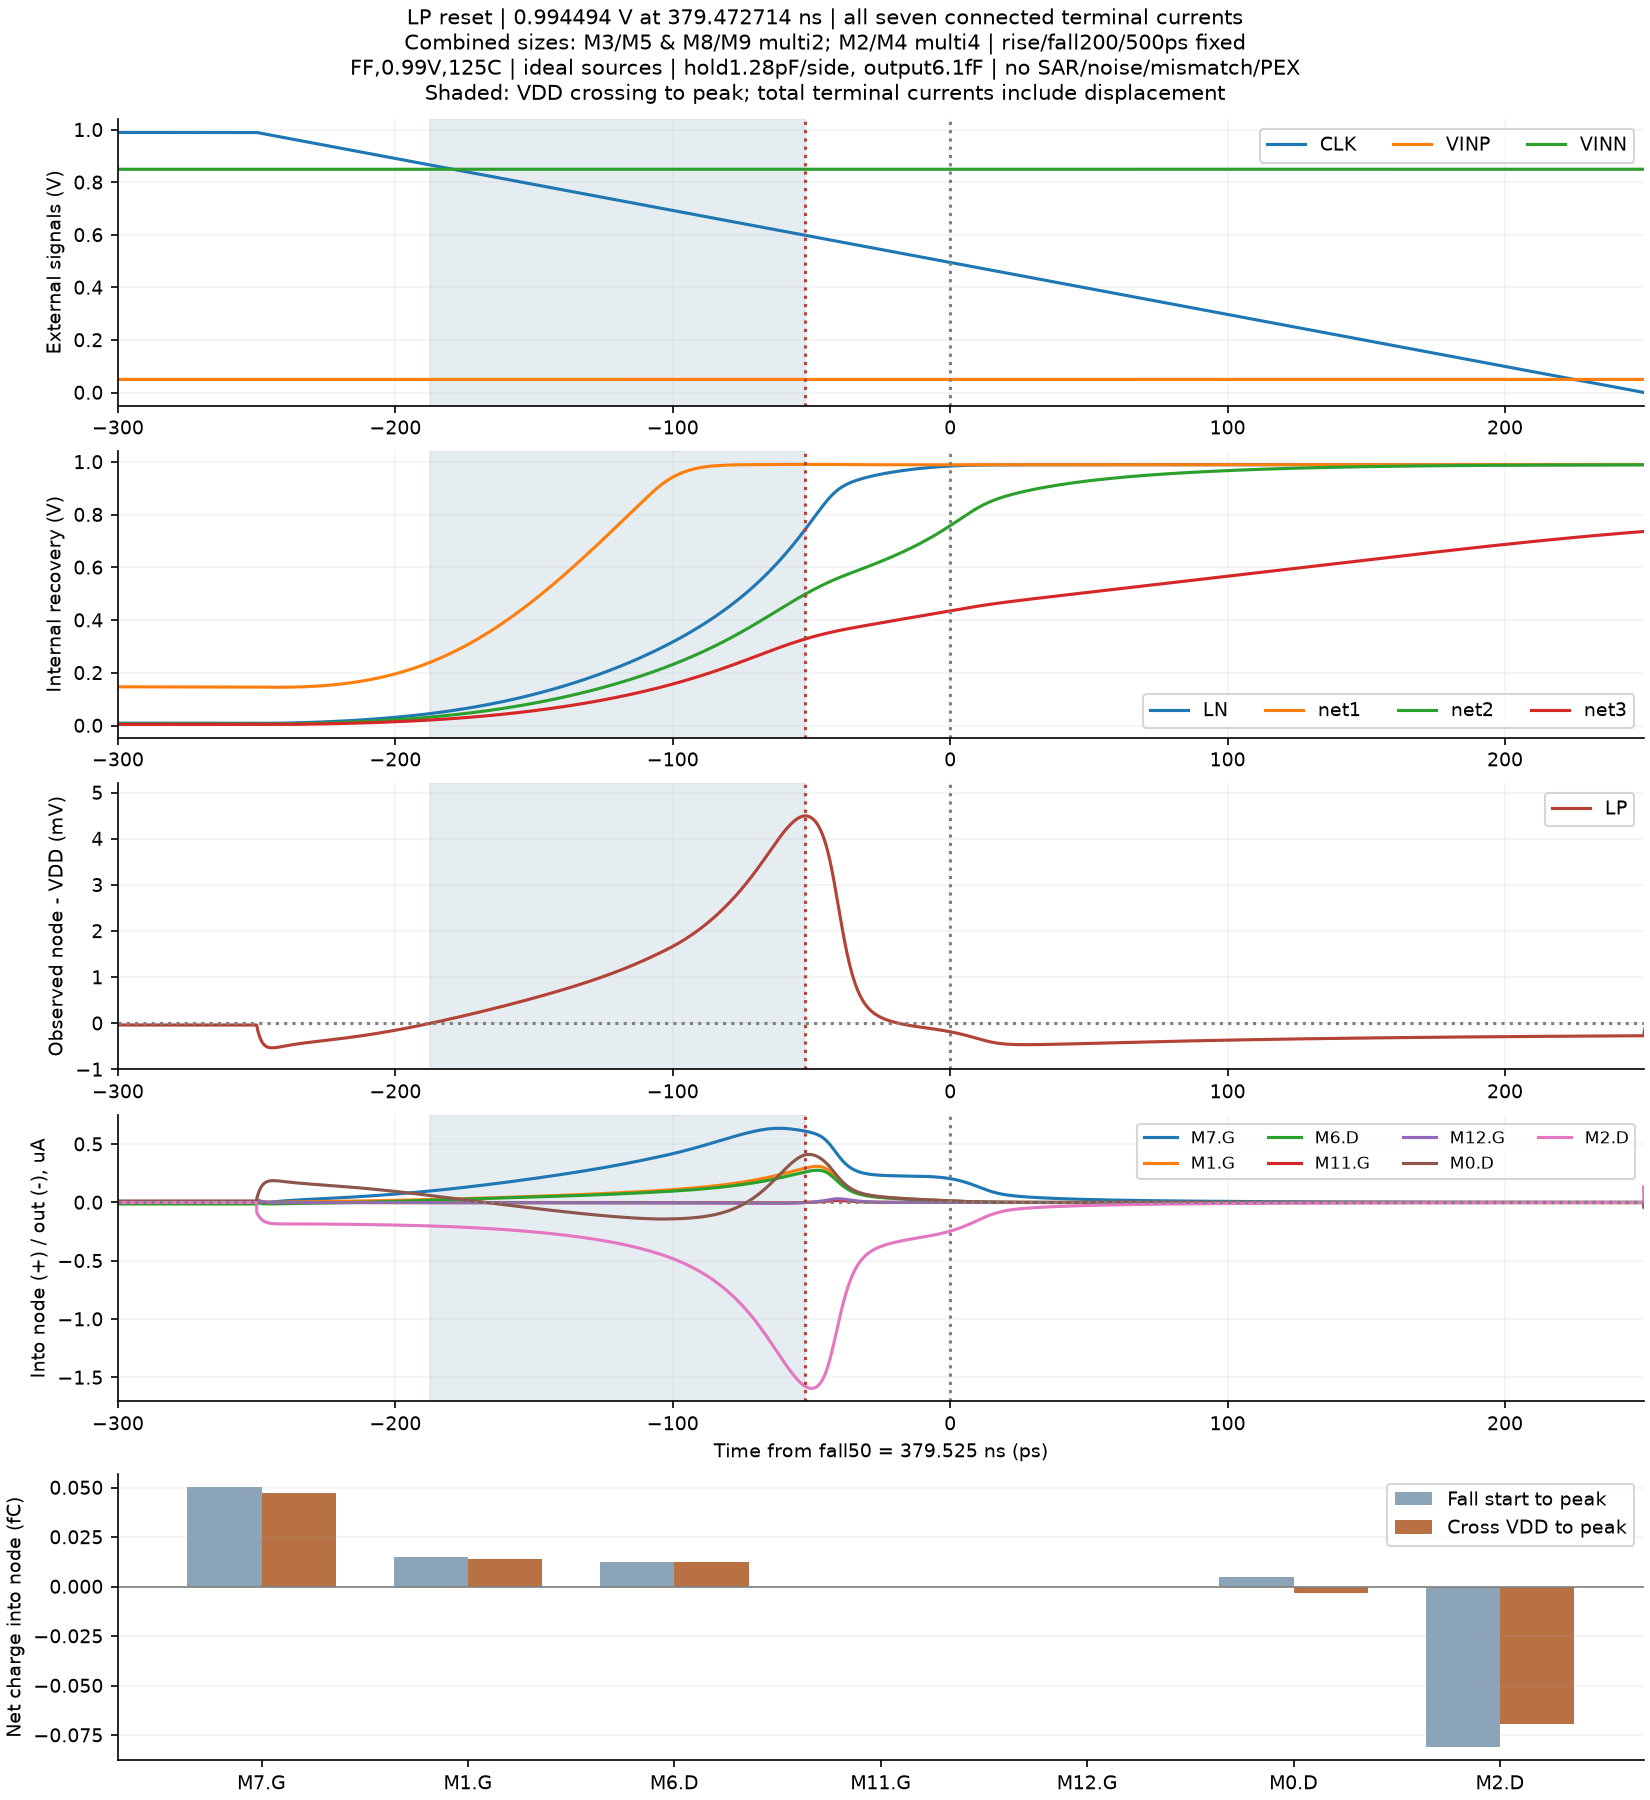 LP reset | 0.994494 V at 379.472714 ns | all seven connected terminal currents
Combined sizes: M3/M5 & M8/M9 multi2; M2/M4 multi4 | rise/fall200/500ps fixed
FF,0.99V,125C | ideal sources | hold1.28pF/side, output6.1fF | no SAR/noise/mismatch/PEX
Shaded: VDD crossing to peak; total terminal currents include displacement
External signals (V)
1.0
0.8
0.6
0.4
0.2
0.0
CLK VINP VINN
−300 −200 −100 0 100 200
Internal recovery (V)
1.0
0.8
0.6
0.4
0.2
0.0
LN net1 net2 net3
−300 −200 −100 0 100 200
Observed node - VDD (mV)
5
4
3
2
1
0
−1
LP
−300 −200 −100 0 100 200
Into node (+) / out (-), uA
0.5
0.0
−0.5
−1.0
−1.5
M7.G M6.D M12.G M2.D
M1.G M11.G M0.D
−300 −200 −100 0 100 200
Time from fall50 = 379.525 ns (ps)
Net charge into node (fC)
0.050
0.025
0.000
−0.025
−0.050
−0.075
Fall start to peak
Cross VDD to peak
M7.G M1.G M6.D M11.G M12.G M0.D M2.D